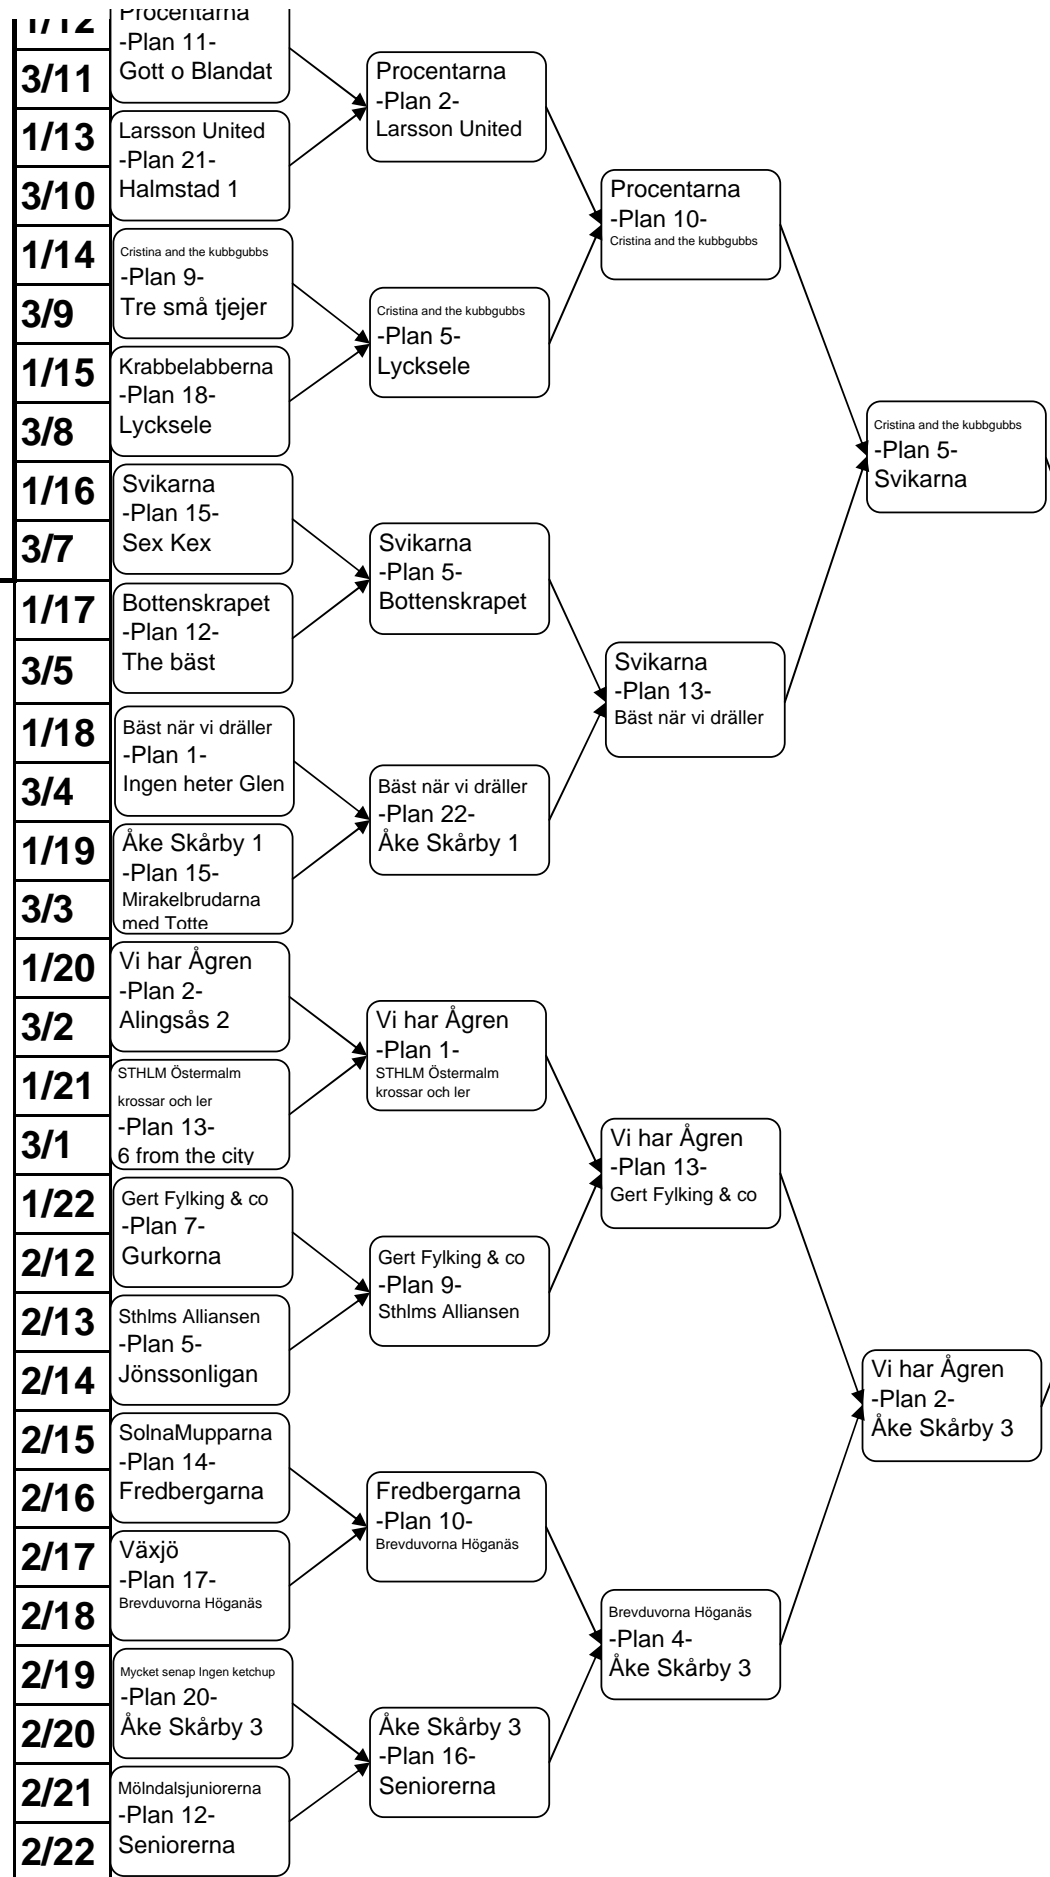 1/12
3/11
1/13
3/10
1/14
3/9
1/15
3/8
1/16
3/7
1/17
3/5
1/18
3/4
1/19
3/3
1/20
3/2
1/21
3/1
1/22
2/12
2/13
2/14
2/15
2/16
2/17
2/18
2/19
2/20
2/21
2/22
Procentarna
-Plan 11-
Gott o Blandat
Larsson United
-Plan 21-
Halmstad 1
Cristina and the kubbgubbs
-Plan 9-
Tre små tjejer
Krabbelabberna
-Plan 18-
Lycksele
Svikarna
-Plan 15-
Sex Kex
Bottenskrapet
-Plan 12-
The bäst
Bäst när vi dräller
-Plan 1-
Ingen heter Glen
Åke Skårby 1
-Plan 15-
Mirakelbrudarna
med Totte
Vi har Ågren
-Plan 2-
Alingsås 2
STHLM Östermalm
krossar och ler
-Plan 13-
6 from the city
Gert Fylking & co
-Plan 7-
Gurkorna
Sthlms Alliansen
-Plan 5-
Jönssonligan
SolnaMupparna
-Plan 14-
Fredbergarna
Växjö
-Plan 17-
Brevduvorna Höganäs
Mycket senap Ingen ketchup
-Plan 20-
Åke Skårby 3
Mölndalsjuniorerna
-Plan 12-
Seniorerna
Procentarna
-Plan 2-
Larsson United
Cristina and the kubbgubbs
-Plan 5-
Lycksele
Svikarna
-Plan 5-
Bottenskrapet
Bäst när vi dräller
-Plan 22-
Åke Skårby 1
Vi har Ågren
-Plan 1-
STHLM Östermalm
krossar och ler
Gert Fylking & co
-Plan 9-
Sthlms Alliansen
Fredbergarna
-Plan 10-
Brevduvorna Höganäs
Åke Skårby 3
-Plan 16-
Seniorerna
Procentarna
-Plan 10-
Cristina and the kubbgubbs
Svikarna
-Plan 13-
Bäst när vi dräller
Vi har Ågren
-Plan 13-
Gert Fylking & co
Brevduvorna Höganäs
-Plan 4-
Åke Skårby 3
Cristina and the kubbgubbs
-Plan 5-
Svikarna
Vi har Ågren
-Plan 2-
Åke Skårby 3